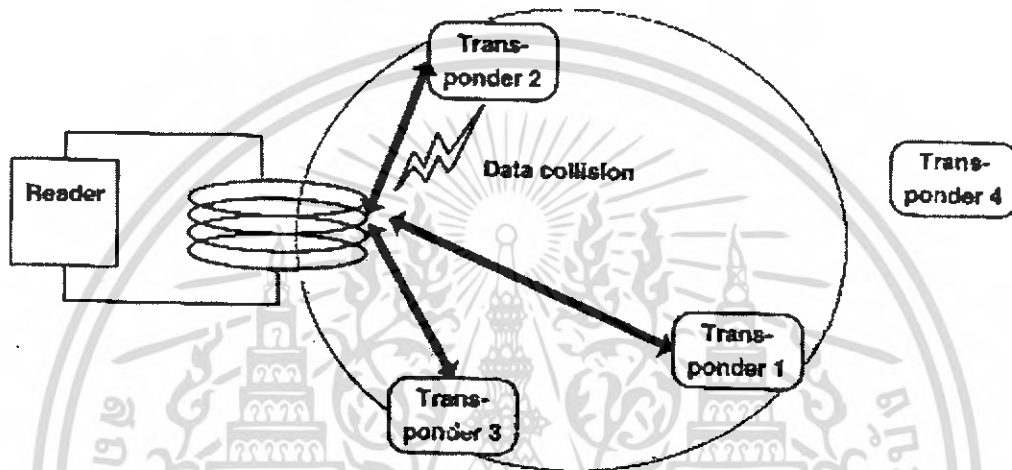 Trans-
ponder 2
Reader
Data collision
Trans-
ponder 4
Trans-
ponder 1
Trans-
ponder 3